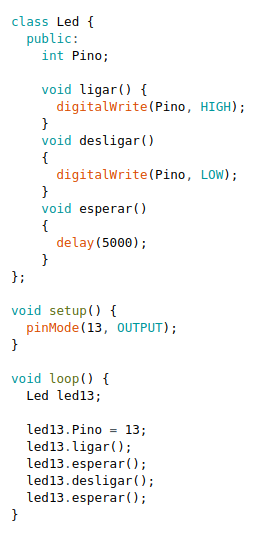 class Led {
  public:
    int Pino;

    void ligar() {
      digitalWrite(Pino, HIGH);
    }
    void desligar()
    {
      digitalWrite(Pino, LOW);
    }
    void esperar()
    {
      delay(5000);
    }
};

void setup() {
  pinMode(13, OUTPUT);
}

void loop() {
  Led led13;

  led13.Pino = 13;
  led13.ligar();
  led13.esperar();
  led13.desligar();
  led13.esperar();
}